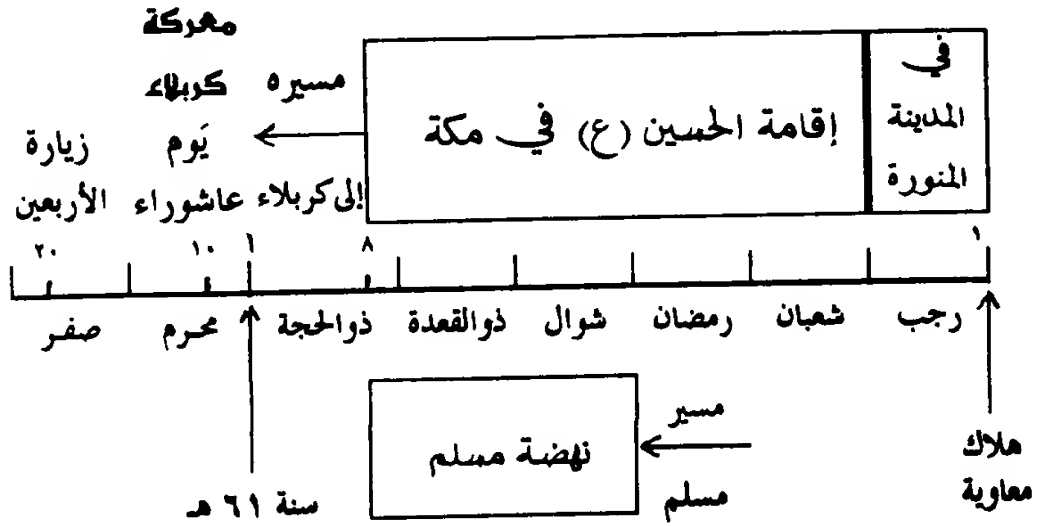 في
المدينة
المنورة
إقامة الحسين (ع) في مكة
مسيره
إلى كربلاء
معركة
كربلاء
يَوم
عاشوراء
زيارة
الأربعين
١ ٨ ١ ١٠ ٢٠
رجب شعبان رمضان شوال ذوالقعدة ذوالحجة محرم صفر
هلاك
معاوية
مسير
مسلم
نهضة مسلم
سنة ٦١ هـ